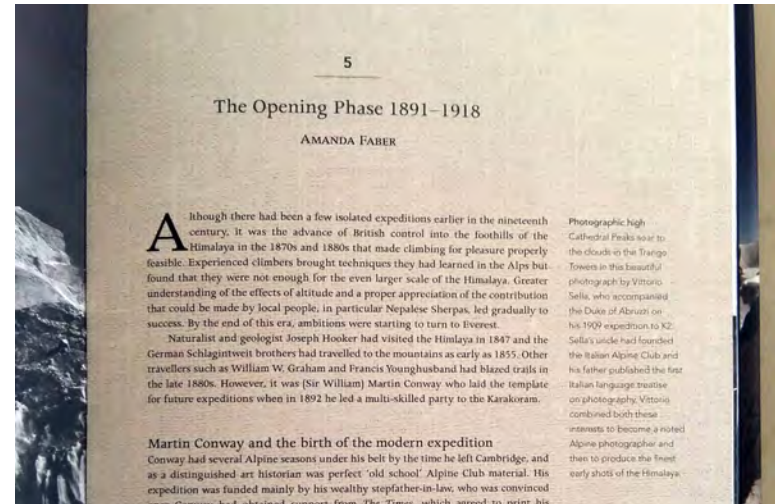 5
The Opening Phase 1891–1918
AMANDA FABER
Although there had been a few isolated expeditions earlier in the nineteenth
century, it was the advance of British control into the foothills of the
Himalaya in the 1870s and 1880s that made climbing for pleasure properly
feasible. Experienced climbers brought techniques they had learned in the Alps but
found that they were not enough for the even larger scale of the Himalaya. Greater
understanding of the effects of altitude and a proper appreciation of the contribution
that could be made by local people, in particular Nepalese Sherpas, led gradually to
success. By the end of this era, ambitions were starting to turn to Everest.
Naturalist and geologist Joseph Hooker had visited the Himlaya in 1847 and the
German Schlagintweit brothers had travelled to the mountains as early as 1855. Other
travellers such as William W. Graham and Francis Younghusband had blazed trails in
the late 1880s. However, it was (Sir William) Martin Conway who laid the template
for future expeditions when in 1892 he led a multi-skilled party to the Karakoram.
Martin Conway and the birth of the modern expedition
Conway had several Alpine seasons under his belt by the time he left Cambridge, and
as a distinguished art historian was perfect ‘old school’ Alpine Club material. His
expedition was funded mainly by his wealthy stepfather-in-law, who was convinced
Conway had obtained support from The Times, which agreed to print his
Photographic high
Cathedral Peaks soar to
the clouds in the Trango
Towers in this beautiful
photograph by Vittorio
Sella, who accompanied
the Duke of Abruzzi on
his 1909 expedition to K2.
Sella's uncle had founded
the Italian Alpine Club and
his father published the first
Italian language treatise
on photography. Vittorio
combined both these
interests to become a noted
Alpine photographer and
then to produce the finest
early shots of the Himalaya.